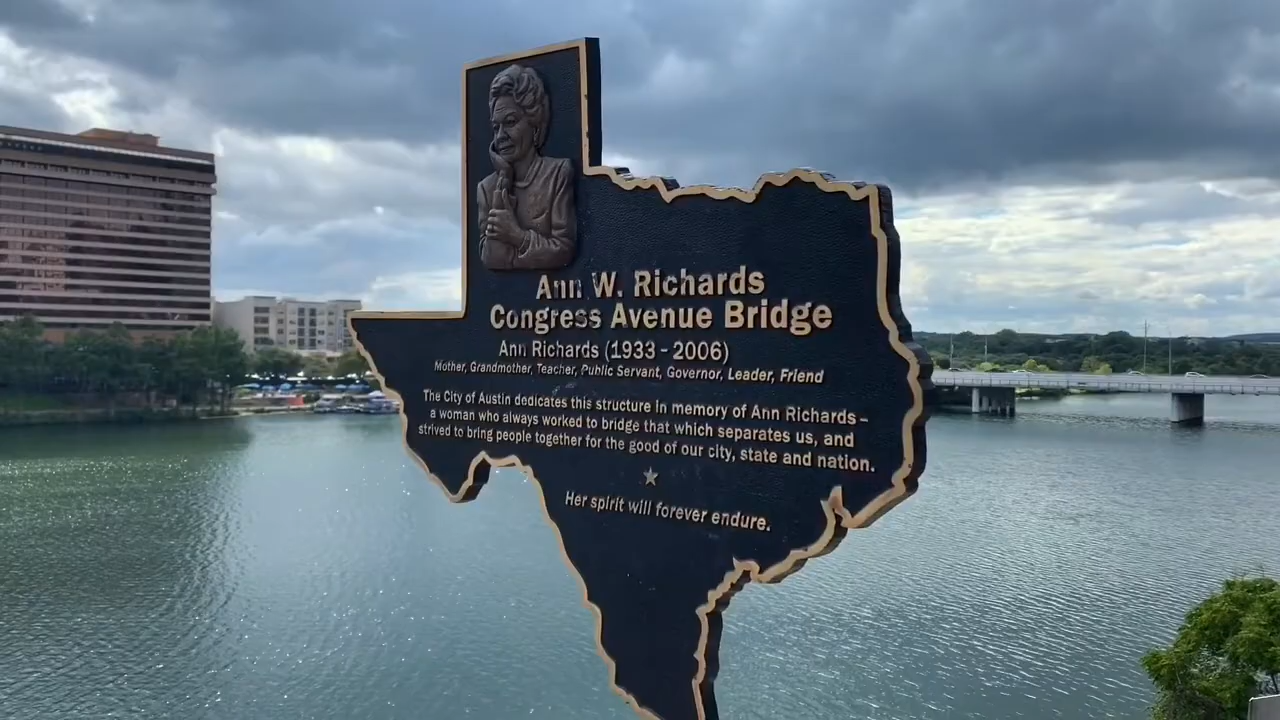 Ann W. Richards
Congress Avenue Bridge
Ann Richards (1933 - 2006)
Mother, Grandmother, Teacher, Public Servant, Governor, Leader, Friend
The City of Austin dedicates this structure in memory of Ann Richards –
a woman who always worked to bridge that which separates us, and
strived to bring people together for the good of our city, state and nation.
Her spirit will forever endure.